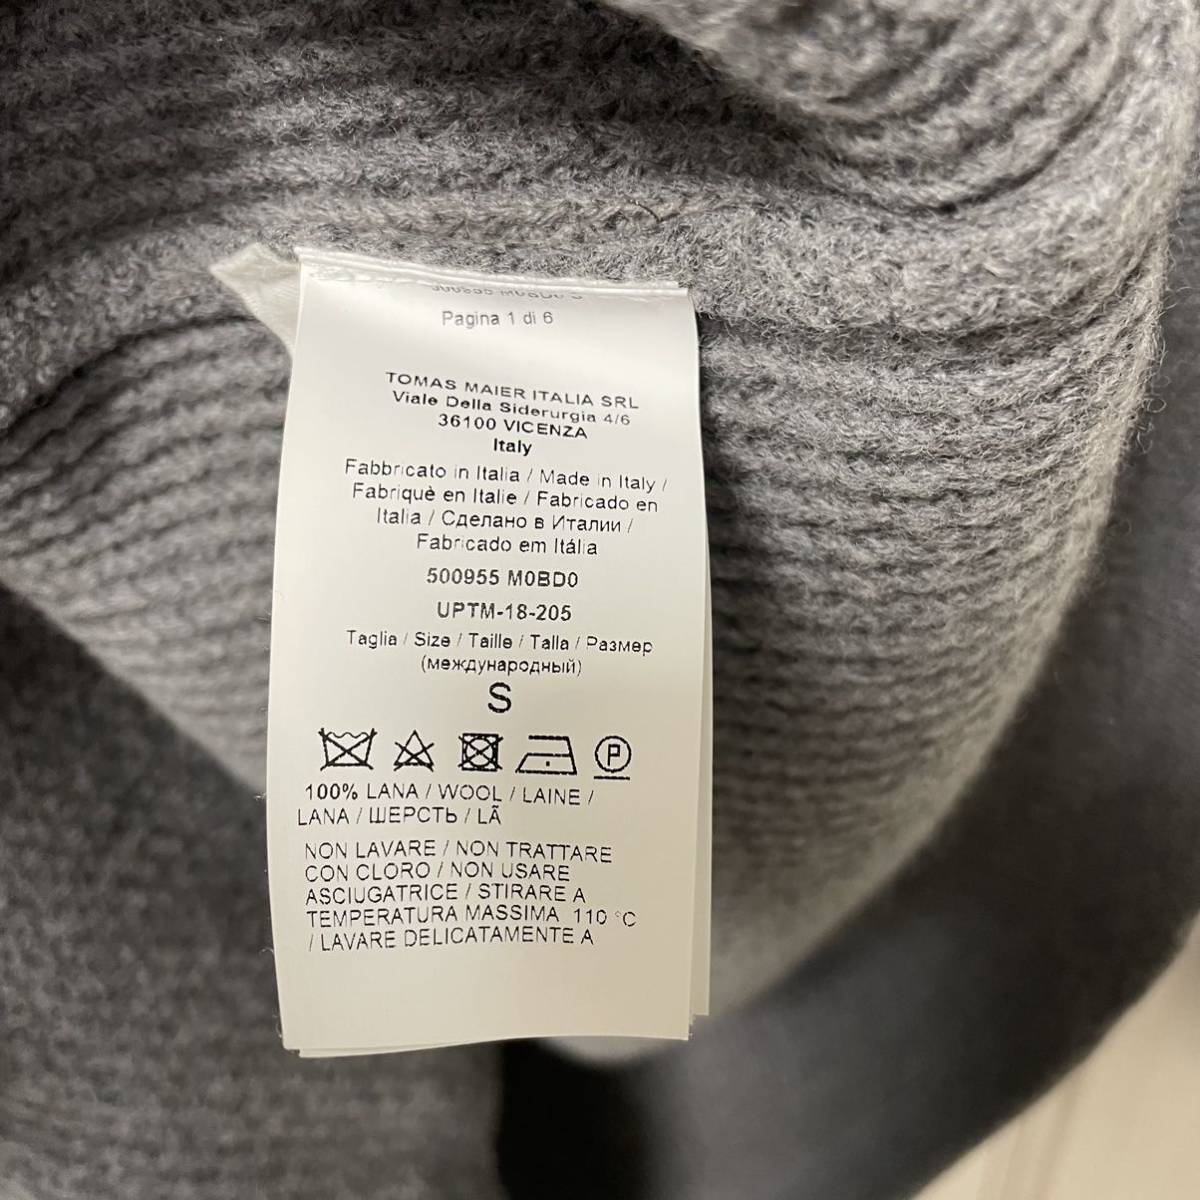 Pagina 1 di 6
TOMAS MAIER ITALIA SRL
Viale Della Siderurgia 4/6
36100 VICENZA
Italy
Fabbricato in Italia / Made in Italy /
Fabriquè en Italie / Fabricado en
Italia / Сделано в Италии /
Fabricado em Itália
500955 M0BD0
UPTM-18-205
Taglia / Size / Taille / Talla / Размер
(международный)
S
P
100% LANA / WOOL / LAINE /
LANA / ШЕРСТЬ / LÃ
NON LAVARE / NON TRATTARE
CON CLORO / NON USARE
ASCIUGATRICE / STIRARE A
TEMPERATURA MASSIMA 110 °C
/ LAVARE DELICATAMENTE A